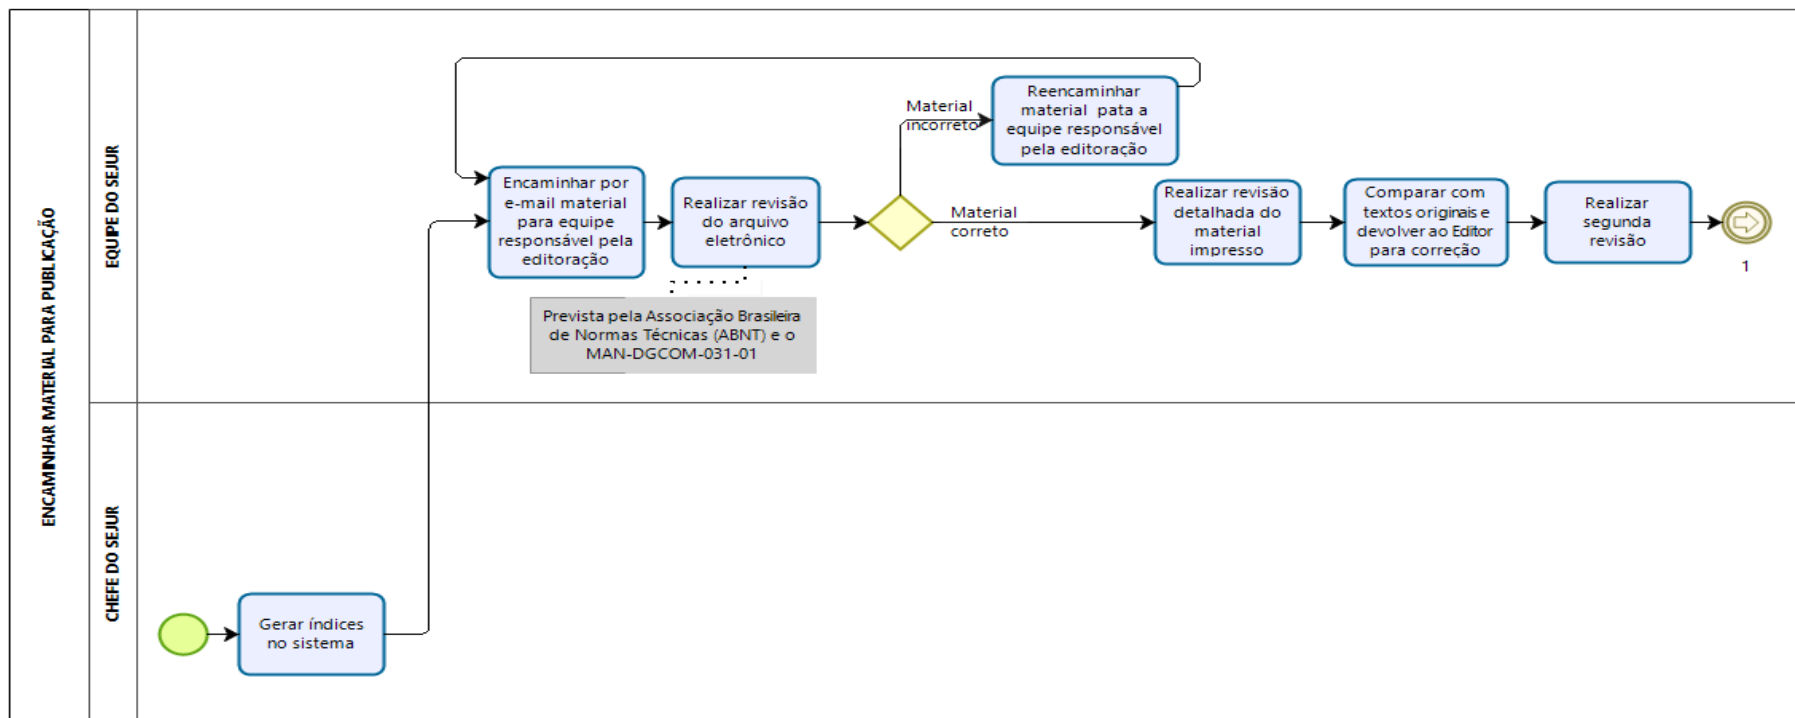 ENCAMINHAR MATERIAL PARA PUBLICAÇÃO
EQUIPE DO SEJUR
Encaminhar por
e-mail material
para equipe
responsável pela
editoração
Realizar revisão
do arquivo
eletrônico
Prevista pela Associação Brasileira
de Normas Técnicas (ABNT) e o
MAN-DGCOM-031-01
Material
incorreto
Reencaminhar
material pata a
equipe responsável
pela editoração
Material
correto
Realizar revisão
detalhada do
material
impresso
Comparar com
textos originais e
devolver ao Editor
para correção
Realizar
segunda
revisão
1
CHEFE DO SEJUR
Gerar índices
no sistema